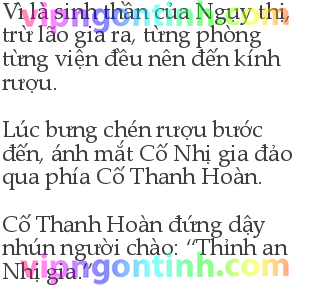 Vì là sinh thần của Ngụy thị,
trừ lão gia ra, từng phòng
từng viện đều nên đến kính
rượu.
Lúc bưng chén rượu bước
đến, ánh mắt Cố Nhị gia đảo
qua phía Cố Thanh Hoàn.
Cố Thanh Hoàn đứng dậy
nhún người chào: “Thỉnh an
Nhị gia.”
vipngontinh.com
vipngontinh.com